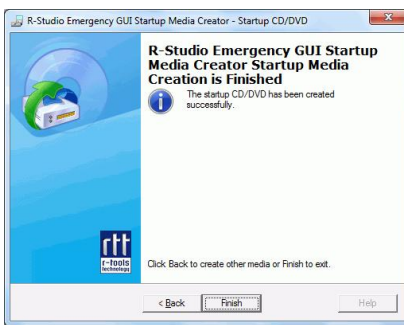 R-Studio Emergency GUI Startup Media Creator - Startup CD/DVD
R-Studio Emergency GUI Startup
Media Creator Startup Media
Creation is Finished
The startup CD/DVD has been created
successfully.
rtt
r-tools
technology
Click Back to create other media or Finish to exit.
< Back
Finish
Help